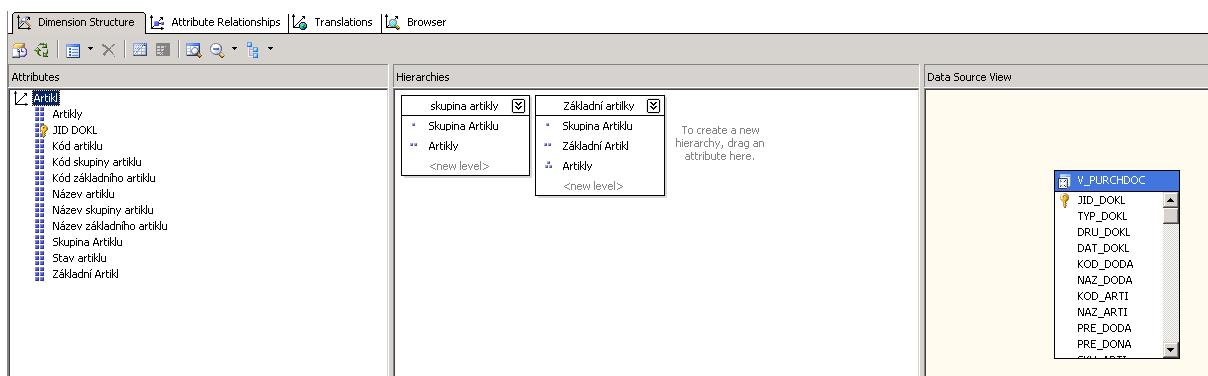 Dimension Structure Attribute Relationships Translations Browser
Attributes
Artikl
Artikly
JID DOKL
Kód artiklu
Kód skupiny artiklu
Kód základního artiklu
Název artiklu
Název skupiny artiklu
Název základního artiklu
Skupina Artiklu
Stav artiklu
Základní Artikl
Hierarchies
skupina artikly
Skupina Artiklu
Artikly
<new level>
Základní artilky
Skupina Artiklu
Základní Artikl
Artikly
<new level>
To create a new
hierarchy, drag an
attribute here.
Data Source View
V_PURCHDOC
JID_DOKL
TYP_DOKL
DRU_DOKL
DAT_DOKL
KOD_DODA
NAZ_DODA
KOD_ARTI
NAZ_ARTI
PRE_DODA
PRE_DONA